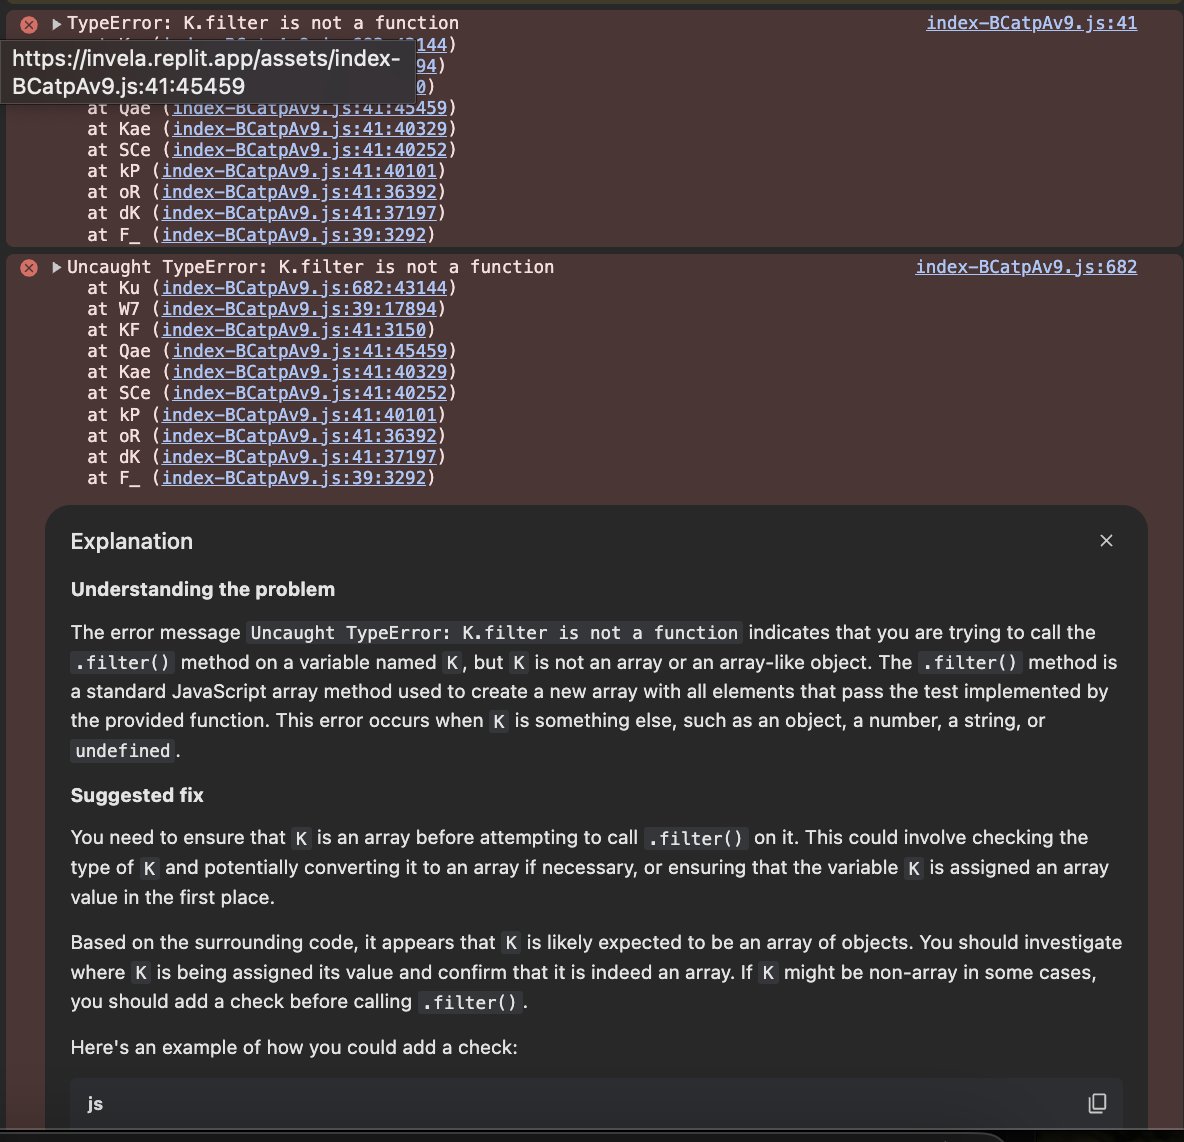 TypeError: K.filter is not a function index-BCatpAv9.js:41
144)
https://invela.replit.app/assets/index-
94)
BCatpAv9.js:41:45459
0)
at Qae (index-BCatpAv9.js:41:45459)
at Kae (index-BCatpAv9.js:41:40329)
at SCe (index-BCatpAv9.js:41:40252)
at kP (index-BCatpAv9.js:41:40101)
at oR (index-BCatpAv9.js:41:36392)
at dK (index-BCatpAv9.js:41:37197)
at F_ (index-BCatpAv9.js:39:3292)
Uncaught TypeError: K.filter is not a function index-BCatpAv9.js:682
at Ku (index-BCatpAv9.js:682:43144)
at W7 (index-BCatpAv9.js:39:17894)
at KF (index-BCatpAv9.js:41:3150)
at Qae (index-BCatpAv9.js:41:45459)
at Kae (index-BCatpAv9.js:41:40329)
at SCe (index-BCatpAv9.js:41:40252)
at kP (index-BCatpAv9.js:41:40101)
at oR (index-BCatpAv9.js:41:36392)
at dK (index-BCatpAv9.js:41:37197)
at F_ (index-BCatpAv9.js:39:3292)
Explanation
Understanding the problem
The error message Uncaught TypeError: K.filter is not a function indicates that you are trying to call the
.filter() method on a variable named K, but K is not an array or an array-like object. The .filter() method is
a standard JavaScript array method used to create a new array with all elements that pass the test implemented by
the provided function. This error occurs when K is something else, such as an object, a number, a string, or
undefined.
Suggested fix
You need to ensure that K is an array before attempting to call .filter() on it. This could involve checking the
type of K and potentially converting it to an array if necessary, or ensuring that the variable K is assigned an array
value in the first place.
Based on the surrounding code, it appears that K is likely expected to be an array of objects. You should investigate
where K is being assigned its value and confirm that it is indeed an array. If K might be non-array in some cases,
you should add a check before calling .filter().
Here's an example of how you could add a check:
js